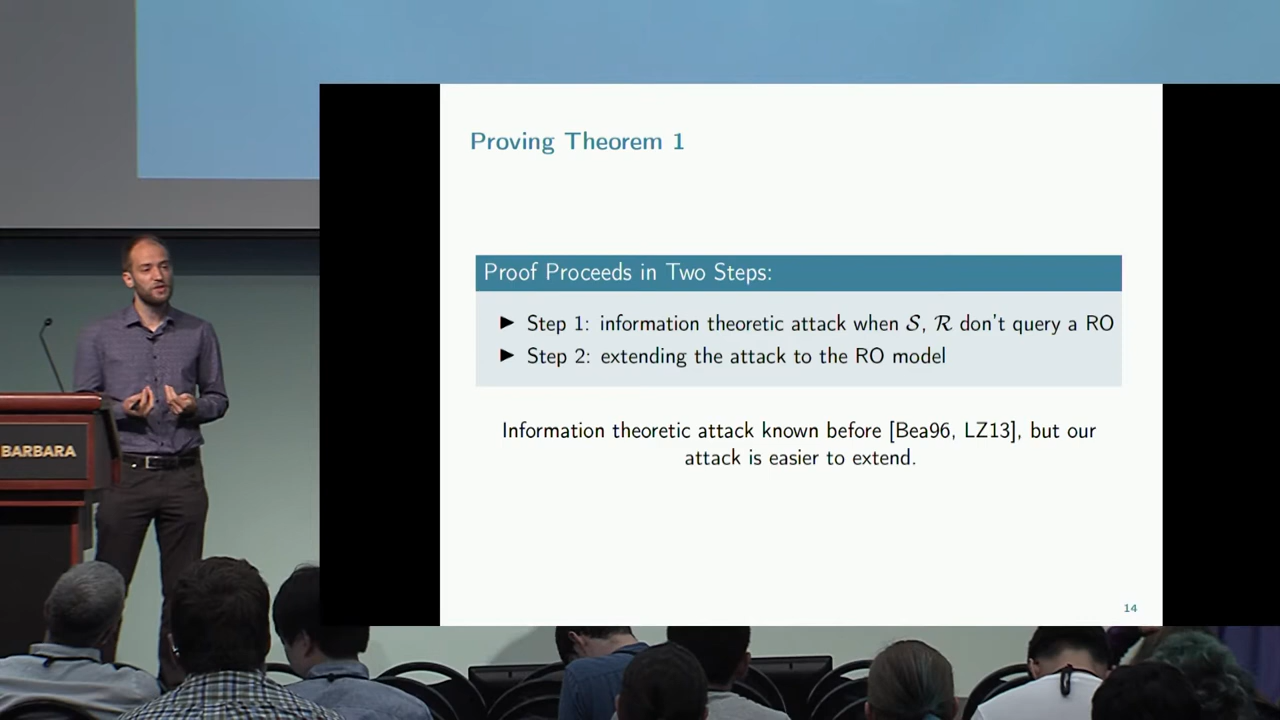 Proving Theorem 1
Proof Proceeds in Two Steps:
▶ Step 1: information theoretic attack when 𝒮, ℛ don't query a RO
▶ Step 2: extending the attack to the RO model
Information theoretic attack known before [Bea96, LZ13], but our
attack is easier to extend.
14
BARBARA